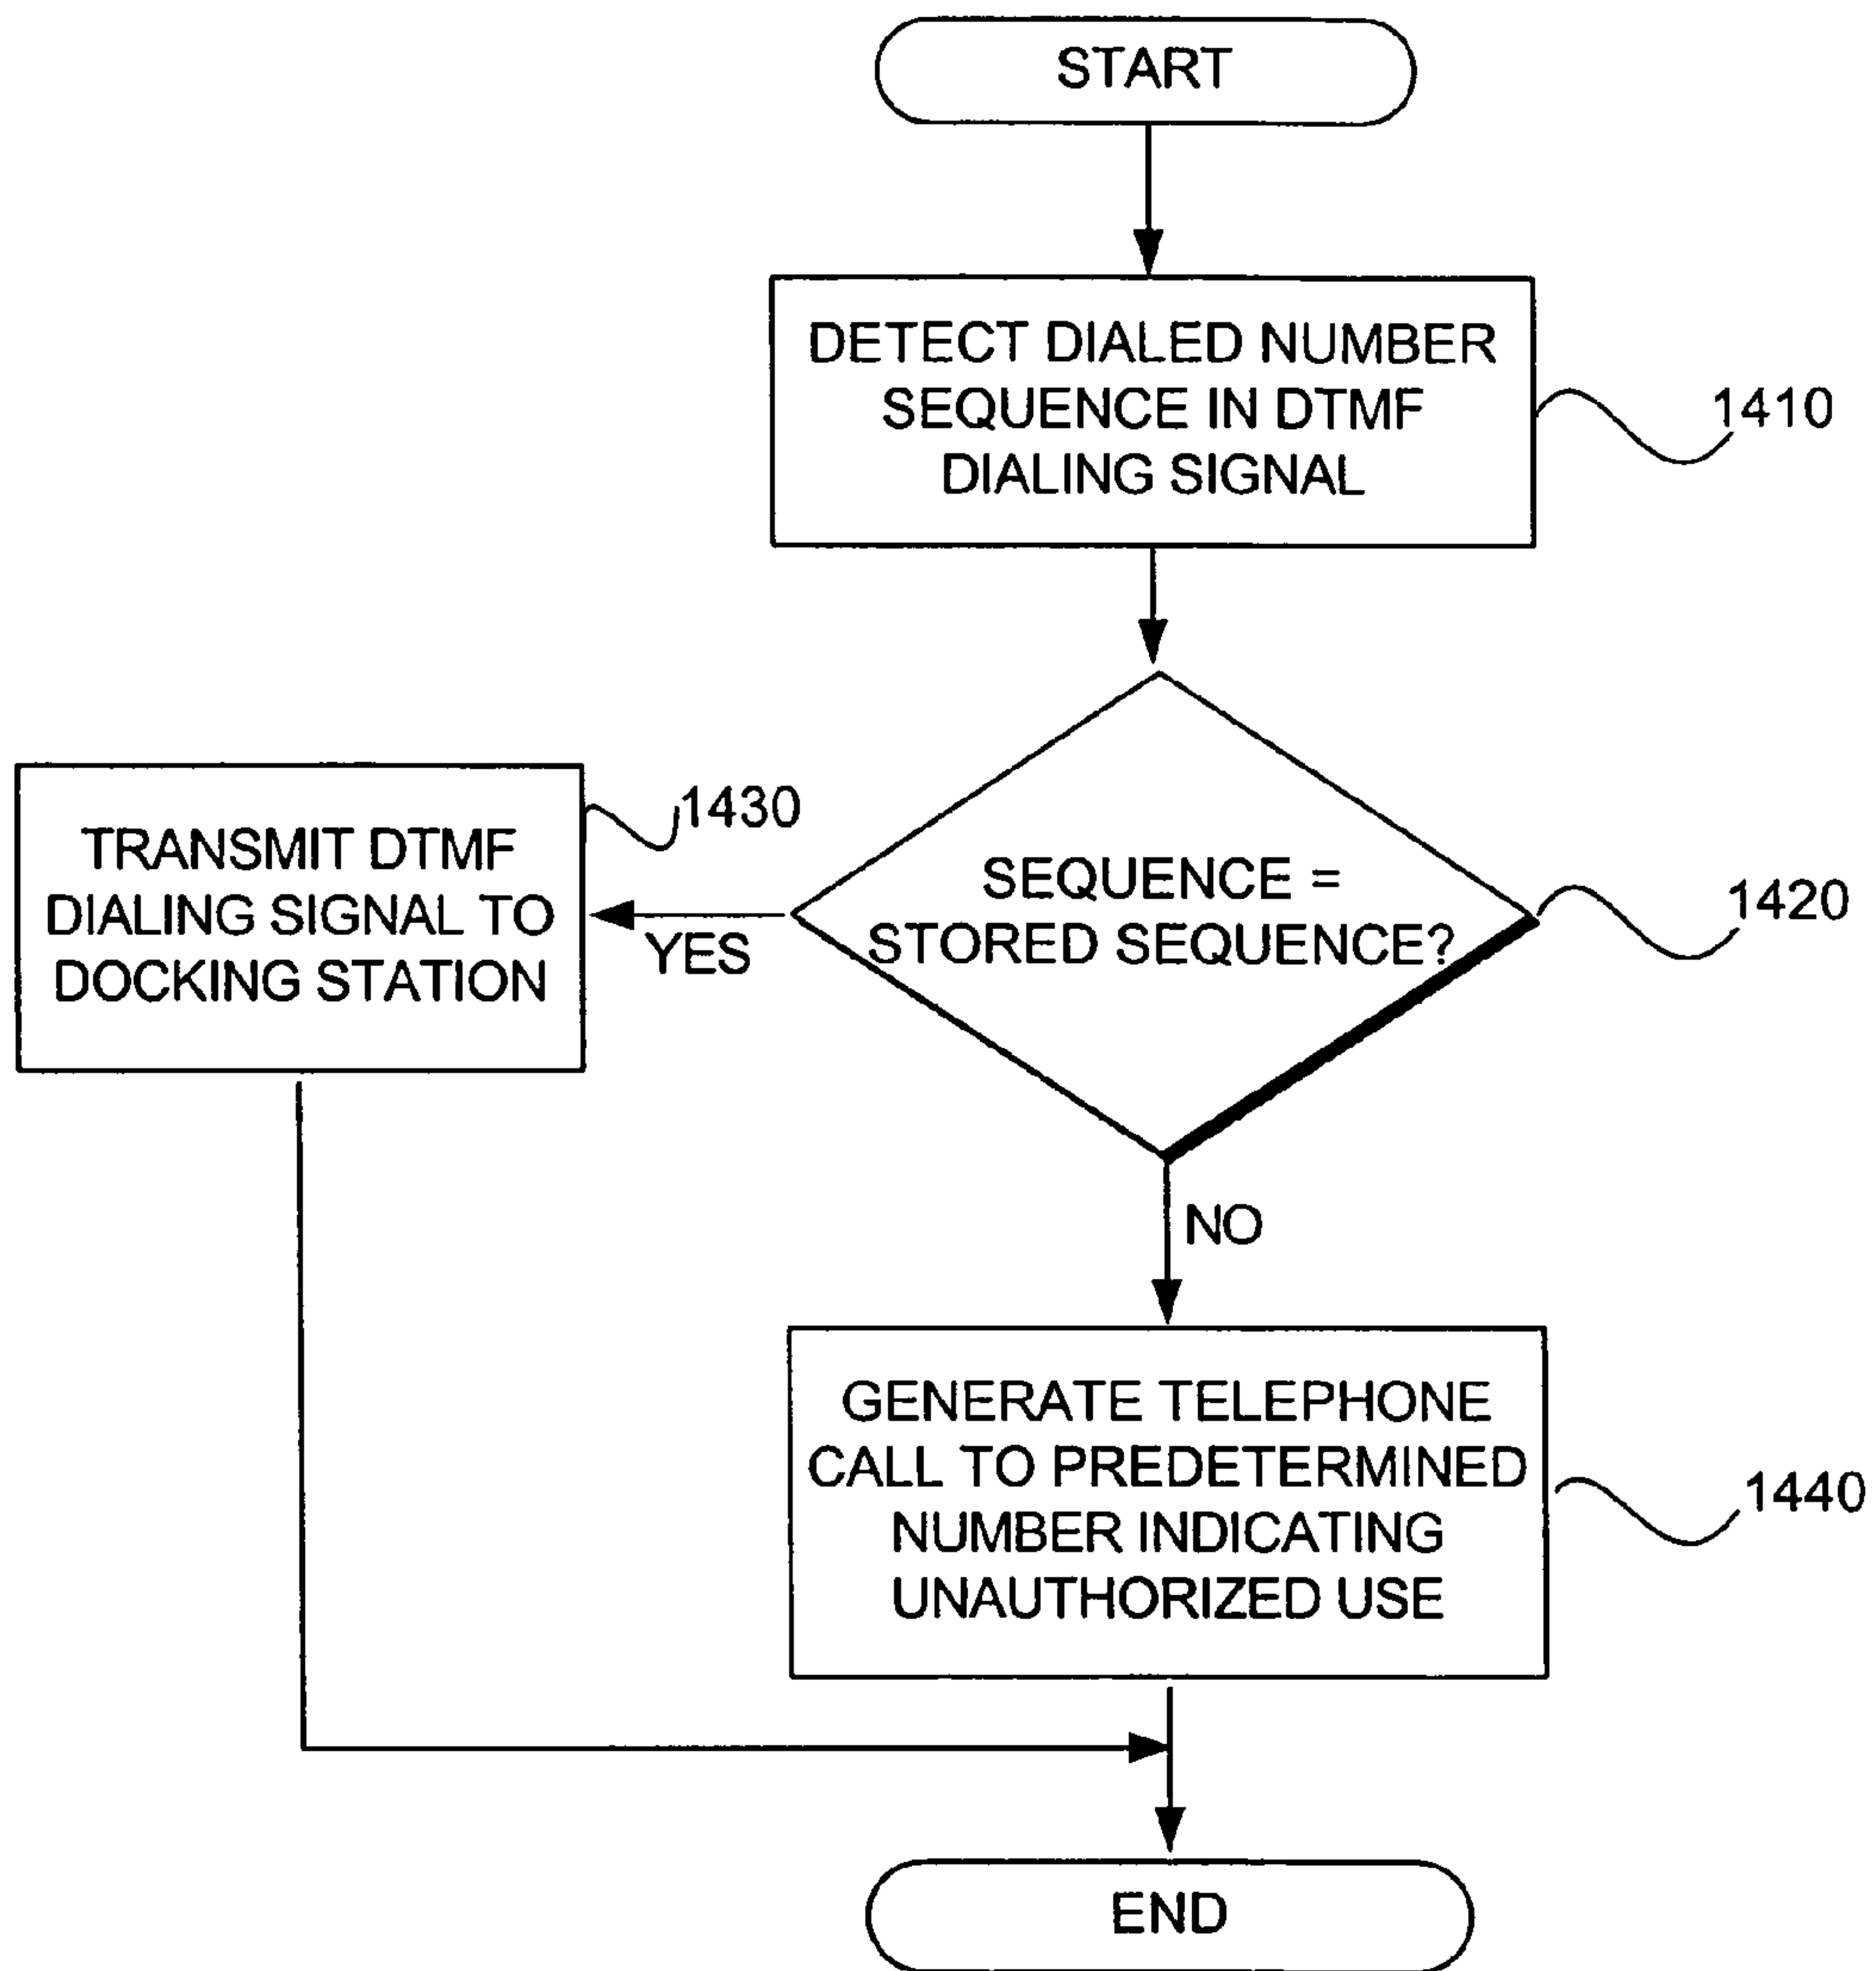 START
DETECT DIALED NUMBER
SEQUENCE IN DTMF
DIALING SIGNAL
1410
SEQUENCE =
STORED SEQUENCE?
1420
YES
1430
TRANSMIT DTMF
DIALING SIGNAL TO
DOCKING STATION
NO
GENERATE TELEPHONE
CALL TO PREDETERMINED
NUMBER INDICATING
UNAUTHORIZED USE
1440
END